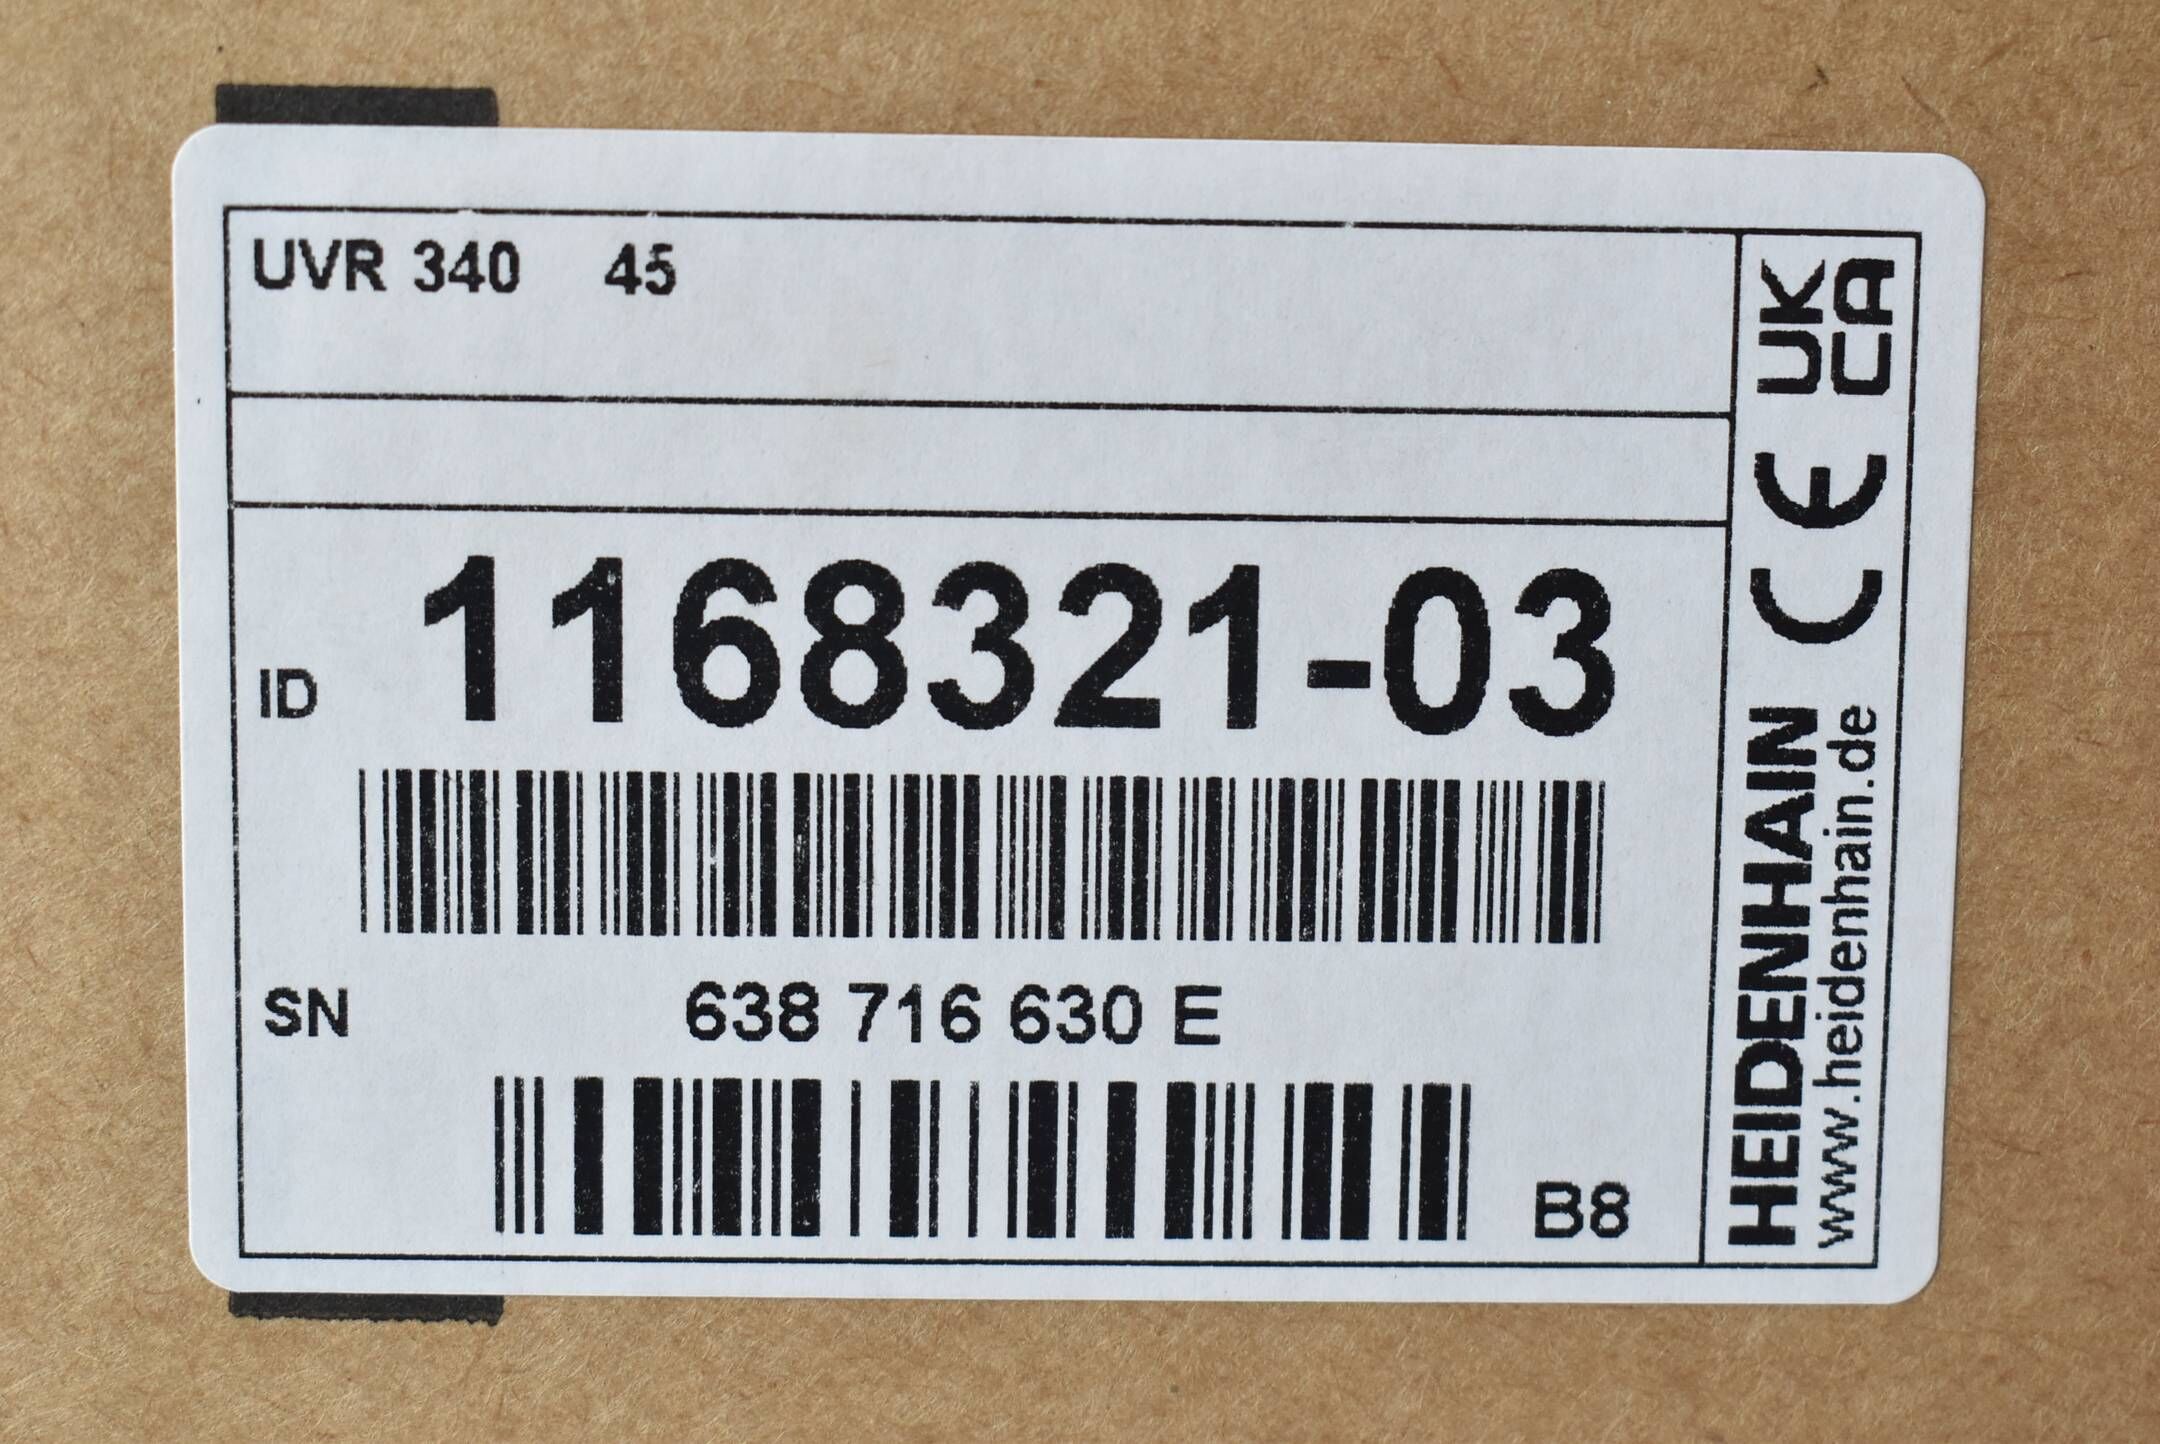 UVR 340 45
ID 1168321-03
SN 638 716 630 E
B8
HEIDENHAIN CE UK CA
www.heidenhain.de